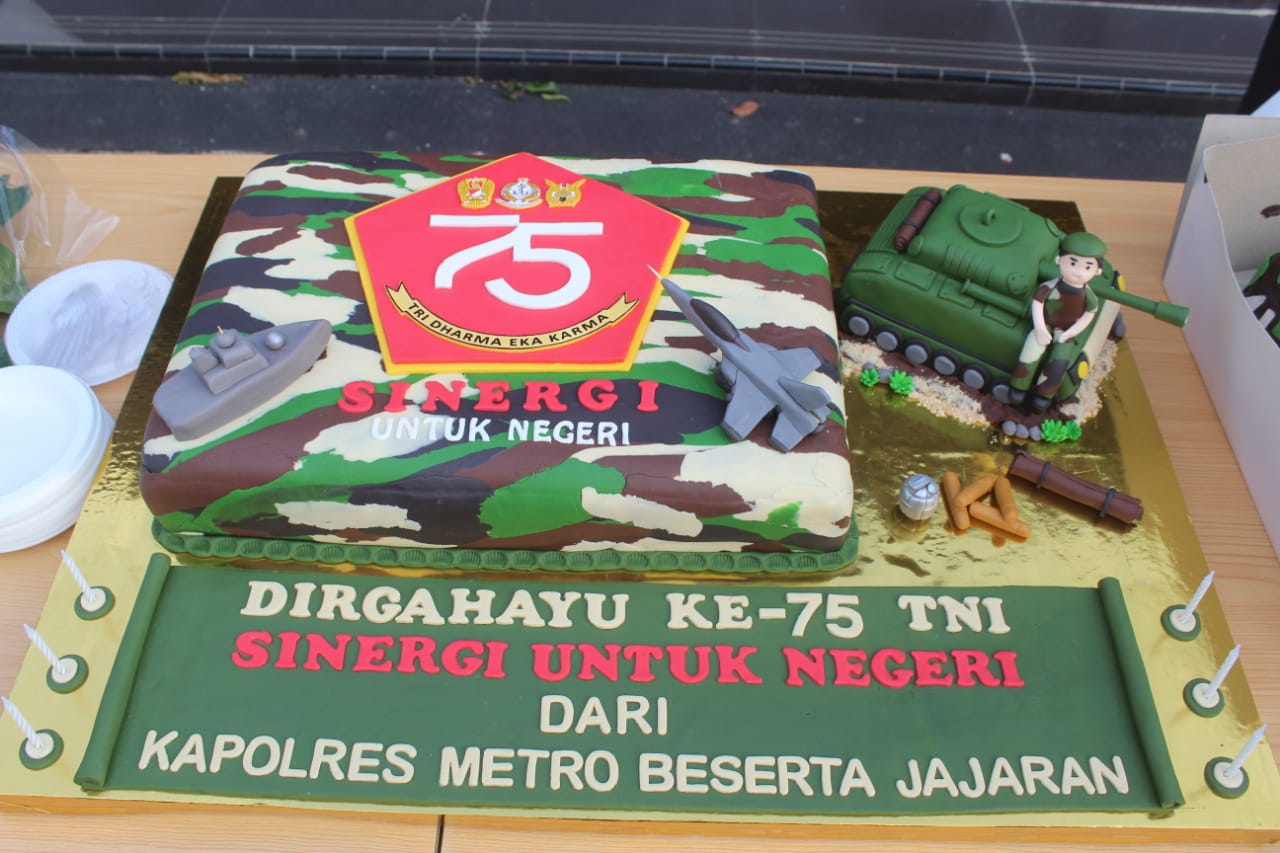 75
TRI DHARMA EKA KARMA
SINERGI
UNTUK NEGERI
DIRGAHAYU KE-75 TNI
SINERGI UNTUK NEGERI
DARI
KAPOLRES METRO BESERTA JAJARAN